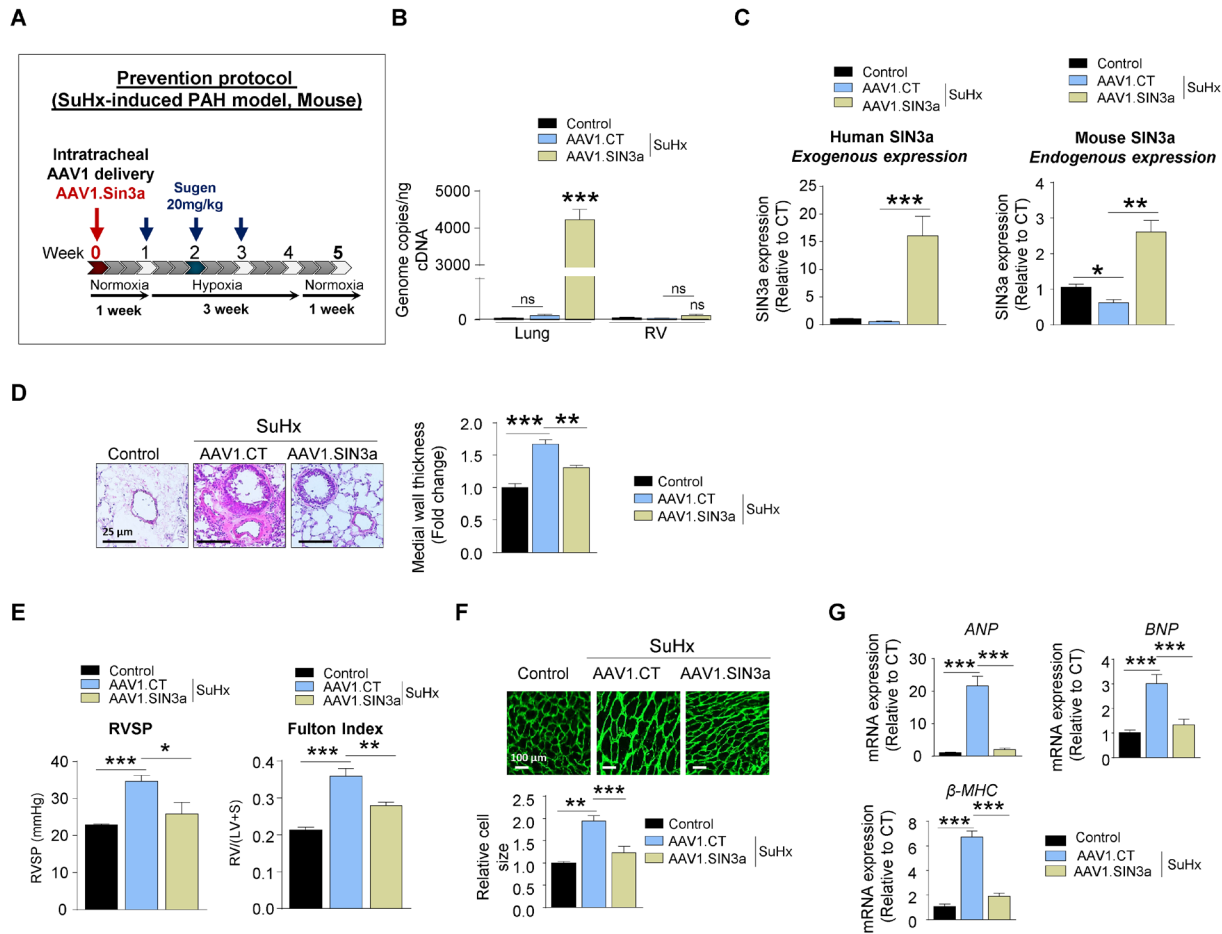 A
Prevention protocol
(SuHx-induced PAH model, Mouse)
Intratracheal
AAV1 delivery
AAV1.Sin3a
Sugen
20mg/kg
Week 0 1 2 3 4 5
Normoxia Hypoxia Normoxia
1 week 3 week 1 week
B
Control
AAV1.CT
AAV1.SIN3a
SuHx
Genome copies/ng
cDNA
5000
4000
3000
0
ns
***
ns
ns
Lung RV
C
Control
AAV1.CT
AAV1.SIN3a
SuHx
Human SIN3a
Exogenous expression
SIN3a expression
(Relative to CT)
25
20
15
10
5
0
***
Control
AAV1.CT
AAV1.SIN3a
SuHx
Mouse SIN3a
Endogenous expression
SIN3a expression
(Relative to CT)
4
3
2
1
0
*
**
D
SuHx
Control AAV1.CT AAV1.SIN3a
25 µm
Medial wall thickness
(Fold change)
2.0
1.5
1.0
0.5
0.0
*** **
Control
AAV1.CT
AAV1.SIN3a
SuHx
E
Control
AAV1.CT
AAV1.SIN3a
SuHx
RVSP
RVSP (mmHg)
40
30
20
10
0
*** *
Control
AAV1.CT
AAV1.SIN3a
SuHx
Fulton Index
RV/(LV+S)
0.4
0.3
0.2
0.1
0.0
*** **
F
SuHx
Control AAV1.CT AAV1.SIN3a
100 µm
Relative cell
size
2.5
2.0
1.5
1.0
0.5
0.0
** ***
Control
AAV1.CT
AAV1.SIN3a
SuHx
G
ANP
mRNA expression
(Relative to CT)
30
20
10
0
*** ***
BNP
mRNA expression
(Relative to CT)
4
3
2
1
0
*** ***
β-MHC
mRNA expression
(Relative to CT)
8
6
4
2
0
*** ***
Control
AAV1.CT
AAV1.SIN3a
SuHx